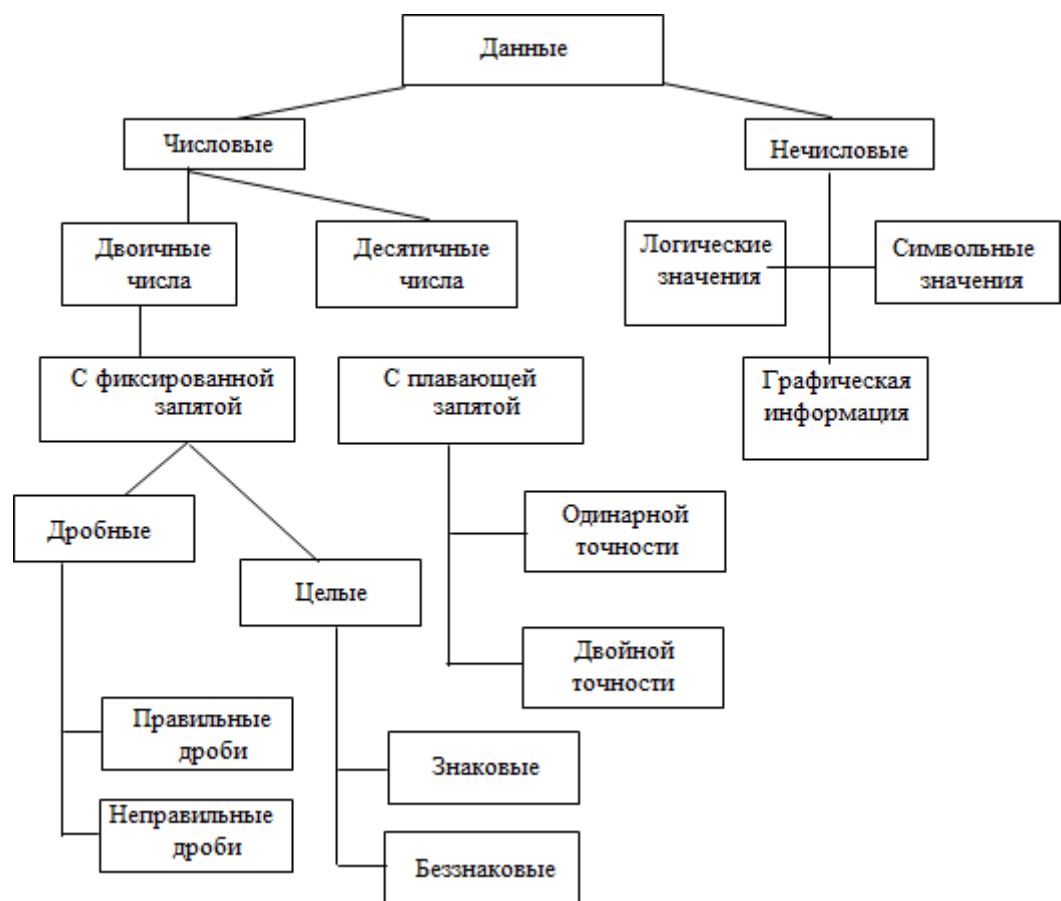 Данные
Числовые
Нечисловые
Двоичные
числа
Десятичные
числа
Логические
значения
Символьные
значения
С фиксированной
запятой
С плавающей
запятой
Графическая
информация
Дробные
Одинарной
точности
Целые
Двойной
точности
Правильные
дроби
Знаковые
Неправильные
дроби
Беззнаковые